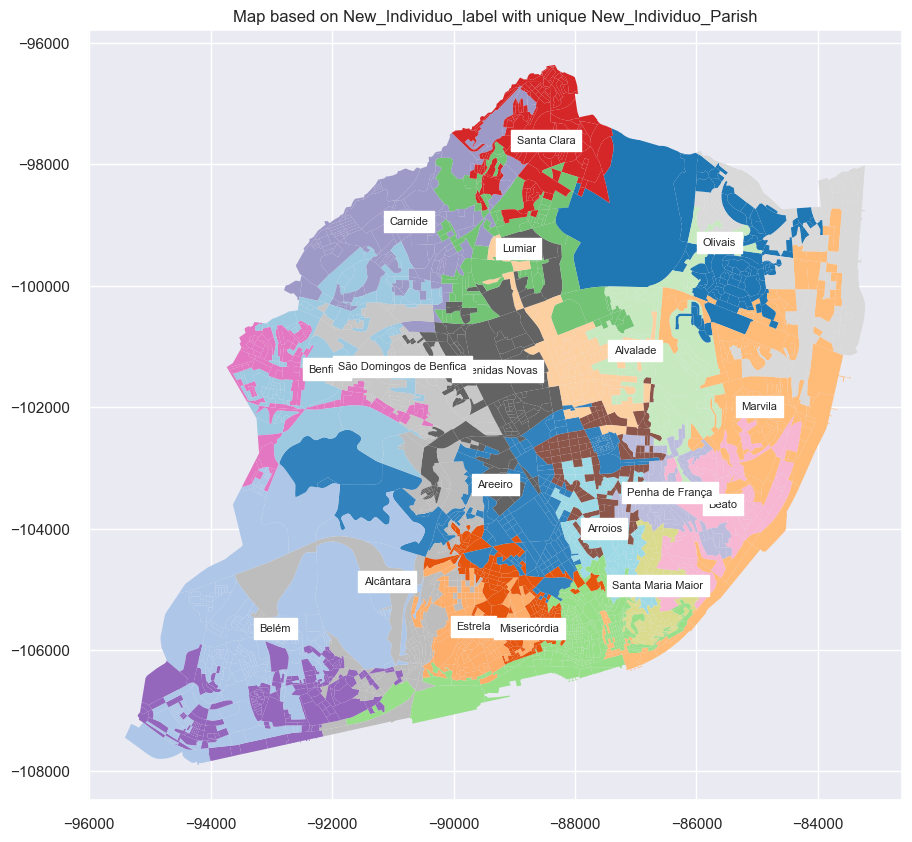 Map based on New_Individuo_label with unique New_Individuo_Parish
−96000
−98000
−100000
−102000
−104000
−106000
−108000
Santa Clara
Carnide
Lumiar
Olivais
Alvalade
Benfi
São Domingos de Benfica
enidas Novas
Marvila
Areeiro
Penha de França
Beato
Arroios
Alcântara
Santa Maria Maior
Belém
Estrela
Misericórdia
−96000 −94000 −92000 −90000 −88000 −86000 −84000